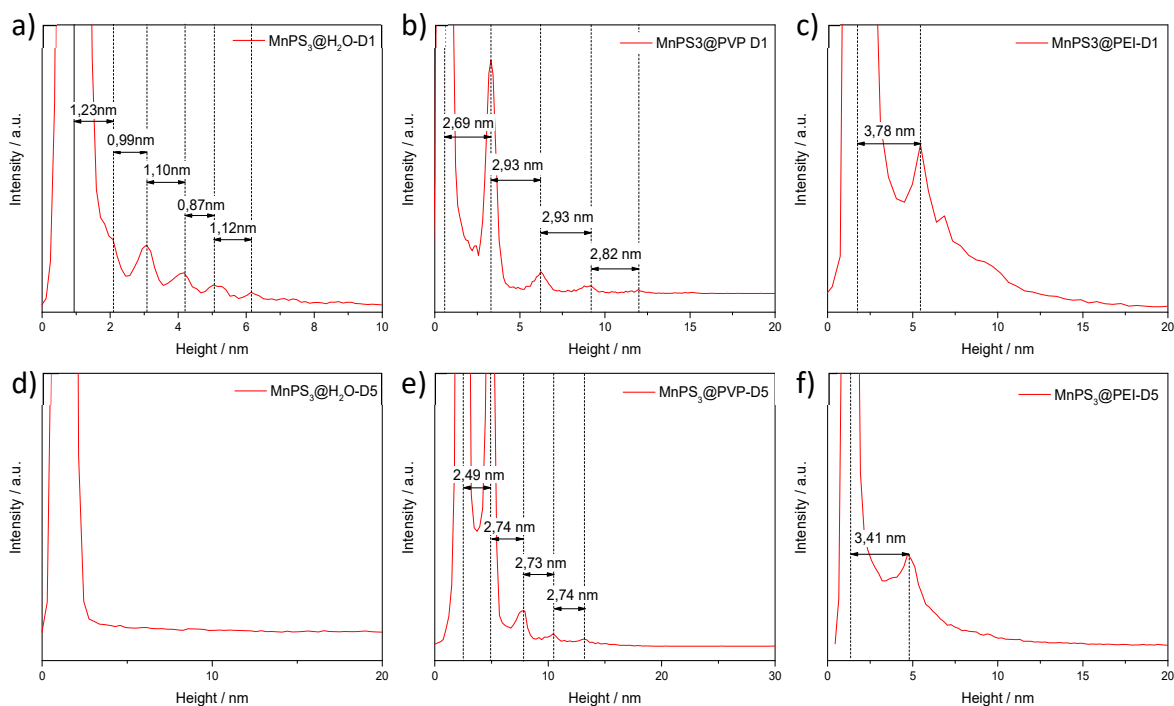 a)
MnPS₃@H₂O-D1
1,23nm
0,99nm
1,10nm
0,87nm
1,12nm
Intensity / a.u.
0 2 4 6 8 10
Height / nm
b)
MnPS3@PVP D1
2,69 nm
2,93 nm
2,93 nm
2,82 nm
Intensity / a.u.
0 5 10 15 20
Height / nm
c)
MnPS3@PEI-D1
3,78 nm
Intensity / a.u.
0 5 10 15 20
Height / nm
d)
MnPS₃@H₂O-D5
Intensity / a.u.
0 10 20
Height / nm
e)
MnPS₃@PVP-D5
2,49 nm
2,74 nm
2,73 nm
2,74 nm
Intensity / a.u.
0 10 20 30
Height / nm
f)
MnPS₃@PEI-D5
3,41 nm
Intensity / a.u.
0 5 10 15 20
Height / nm